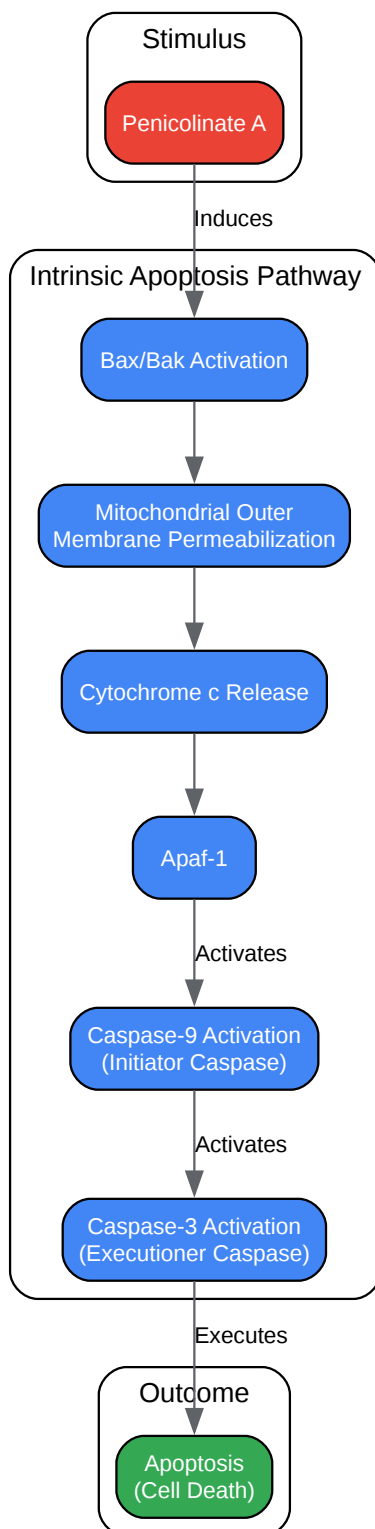 Stimulus
Penicolinate A
Induces
Intrinsic Apoptosis Pathway
Bax/Bak Activation
Mitochondrial Outer
Membrane Permeabilization
Cytochrome c Release
Apaf-1
Activates
Caspase-9 Activation
(Initiator Caspase)
Activates
Caspase-3 Activation
(Executioner Caspase)
Executes
Outcome
Apoptosis
(Cell Death)